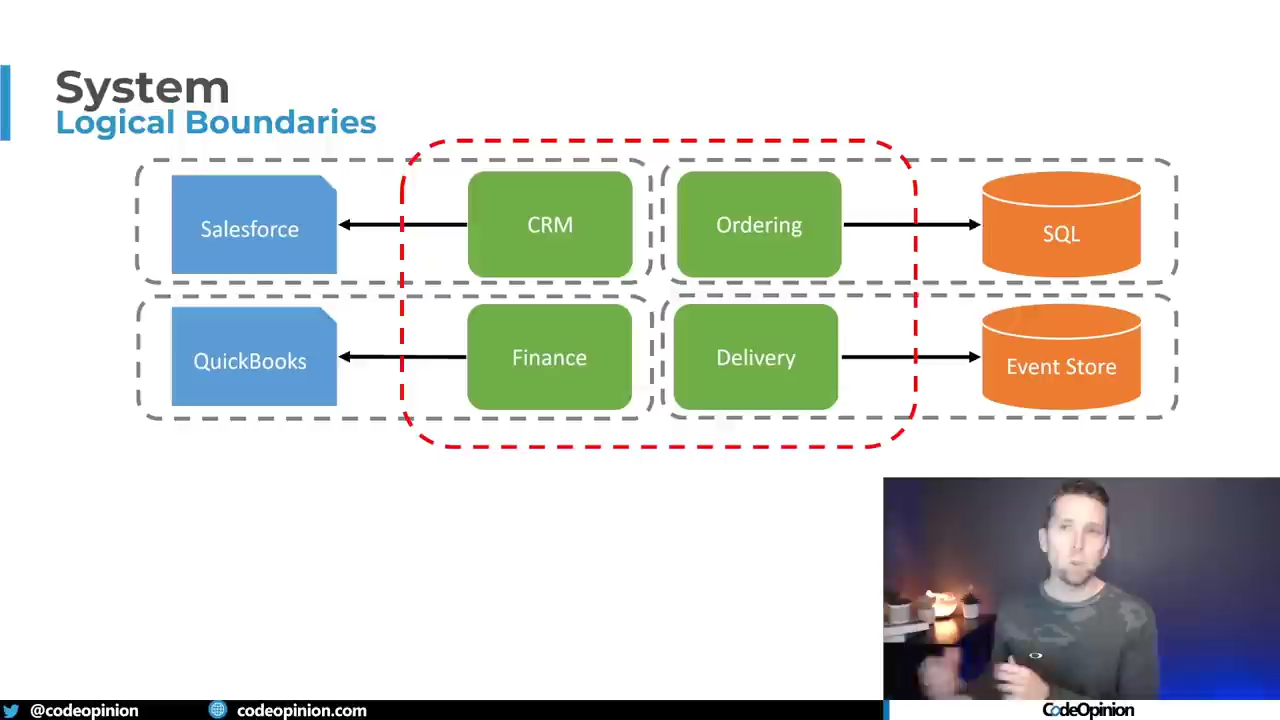 System
Logical Boundaries
Salesforce
CRM
Ordering
SQL
QuickBooks
Finance
Delivery
Event Store
@codeopinion
codeopinion.com
CodeOpinion